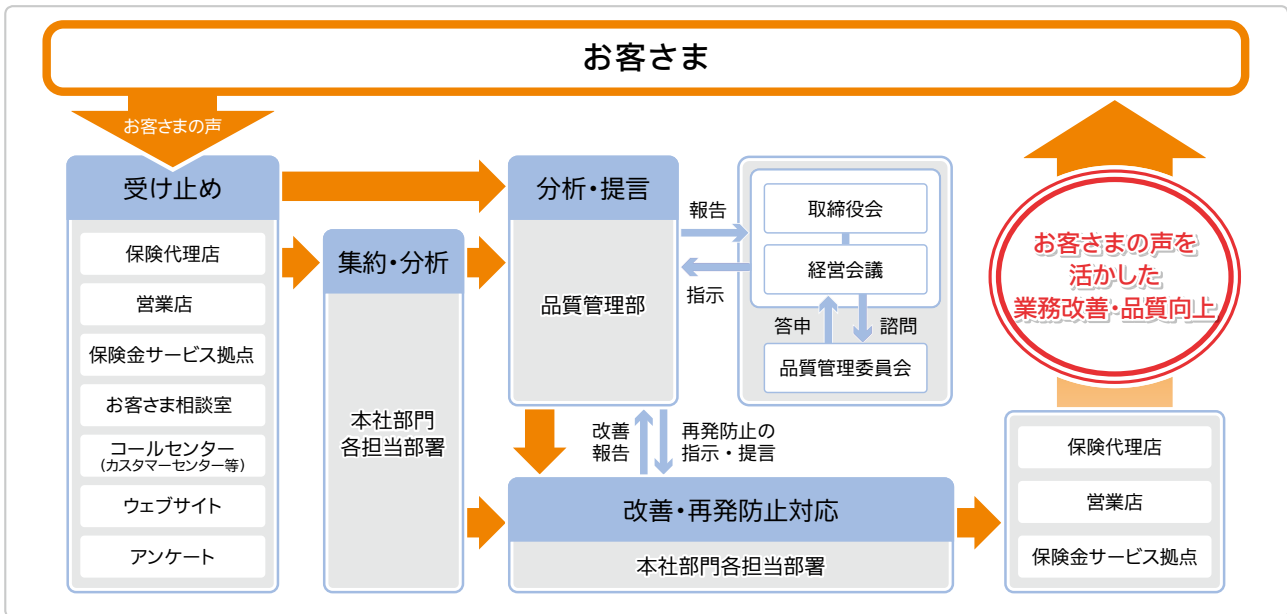 お客さま
お客さまの声
受け止め
保険代理店
営業店
保険金サービス拠点
お客さま相談室
コールセンター
(カスタマーセンター等)
ウェブサイト
アンケート
集約・分析
本社部門
各担当部署
分析・提言
品質管理部
報告
指示
取締役会
経営会議
答申
諮問
品質管理委員会
改善
報告
再発防止の
指示・提言
改善・再発防止対応
本社部門各担当部署
お客さまの声を
活かした
業務改善・品質向上
保険代理店
営業店
保険金サービス拠点